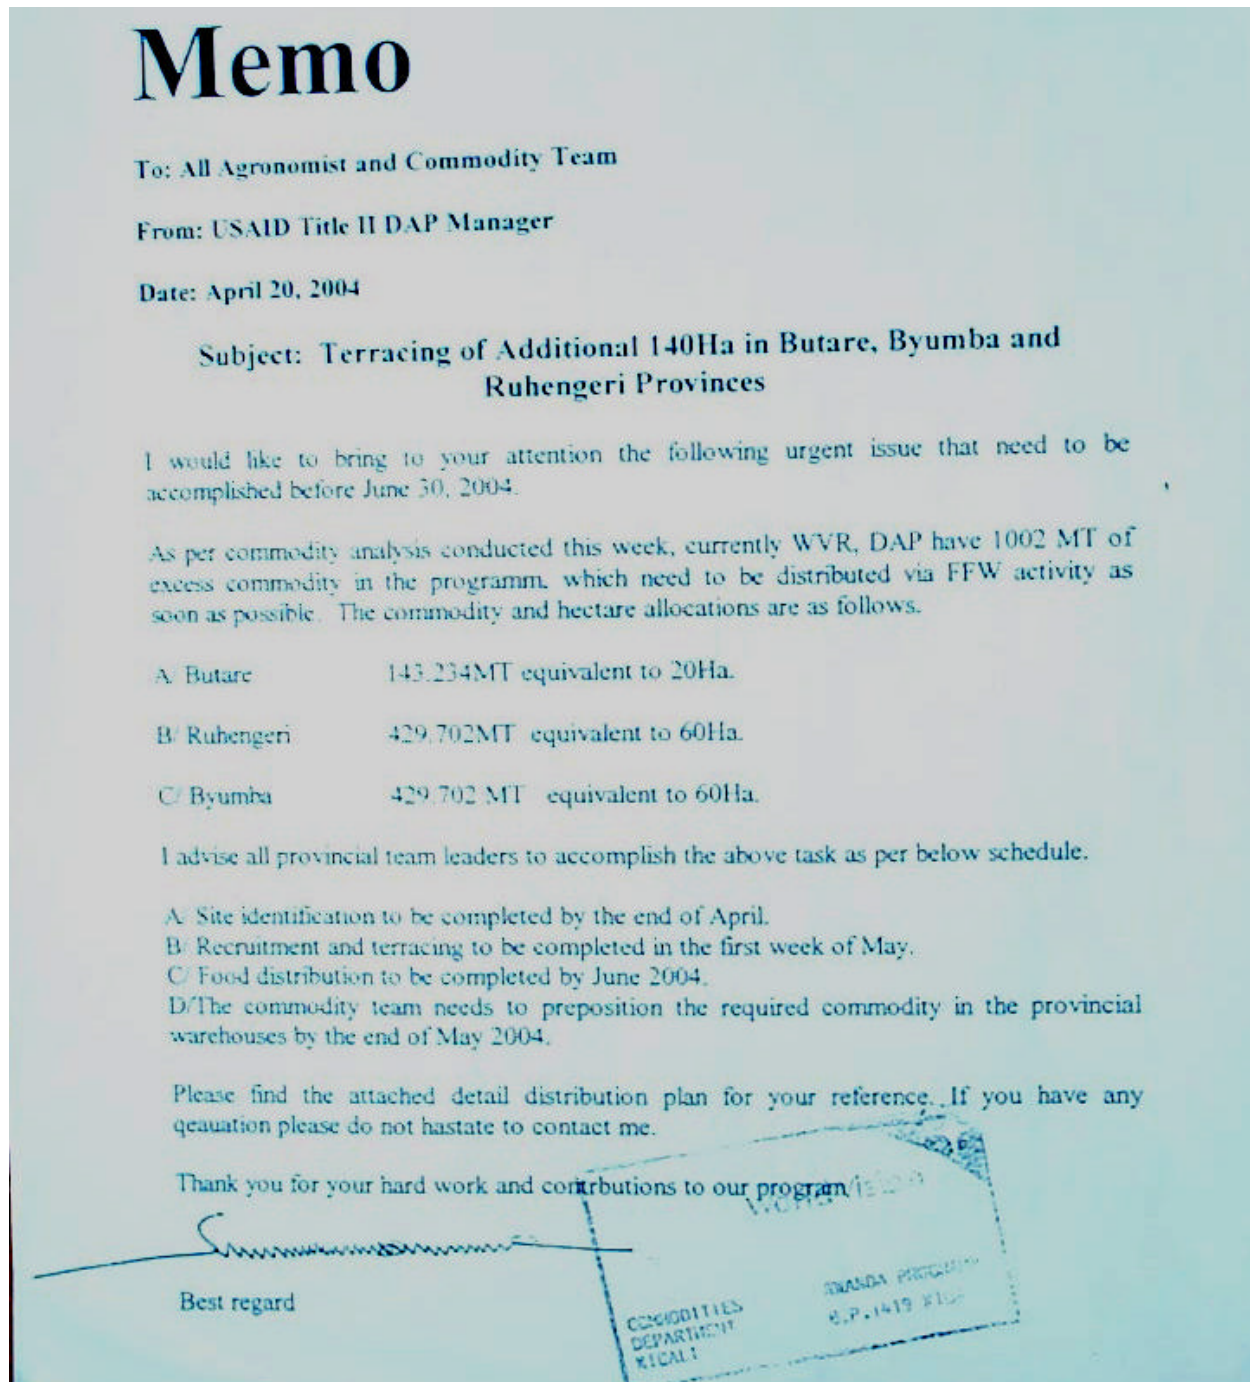 Memo
To: All Agronomist and Commodity Team
From: USAID Title II DAP Manager
Date: April 20, 2004
Subject: Terracing of Additional 140Ha in Butare, Byumba and
Ruhengeri Provinces
I would like to bring to your attention the following urgent issue that need to be
accomplished before June 30, 2004.
As per commodity analysis conducted this week, currently WVR, DAP have 1002 MT of
excess commodity in the programm, which need to be distributed via FFW activity as
soon as possible. The commodity and hectare allocations are as follows.
A/ Butare 143.234MT equivalent to 20Ha.
B/ Ruhengeri 429.702MT equivalent to 60Ha.
C/ Byumba 429.702 MT equivalent to 60Ha.
I advise all provincial team leaders to accomplish the above task as per below schedule.
A/ Site identification to be completed by the end of April.
B/ Recruitment and terracing to be completed in the first week of May.
C/ Food distribution to be completed by June 2004.
D/The commodity team needs to preposition the required commodity in the provincial
warehouses by the end of May 2004.
Please find the attached detail distribution plan for your reference. If you have any
qeauation please do not hastate to contact me.
Thank you for your hard work and contrbutions to our program
World Vision
Best regard
COMMODITIES
DEPARTMENT
KIGALI
RWANDA PROGRAMME
B.P.1419